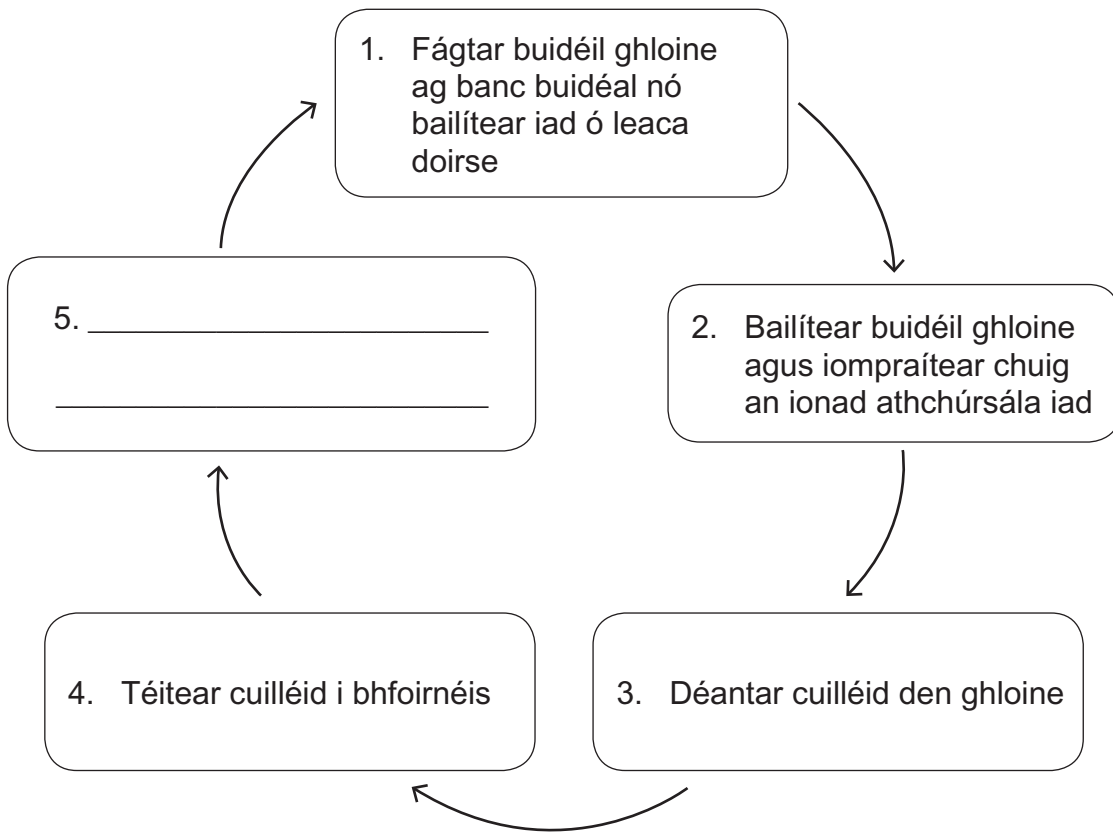 1. Fágtar buidéil ghloine
ag banc buidéal nó
bailítear iad ó leaca
doirse
2. Bailítear buidéil ghloine
agus iompraítear chuig
an ionad athchúrsála iad
3. Déantar cuilléid den ghloine
4. Téitear cuilléid i bhfoirnéis
5.